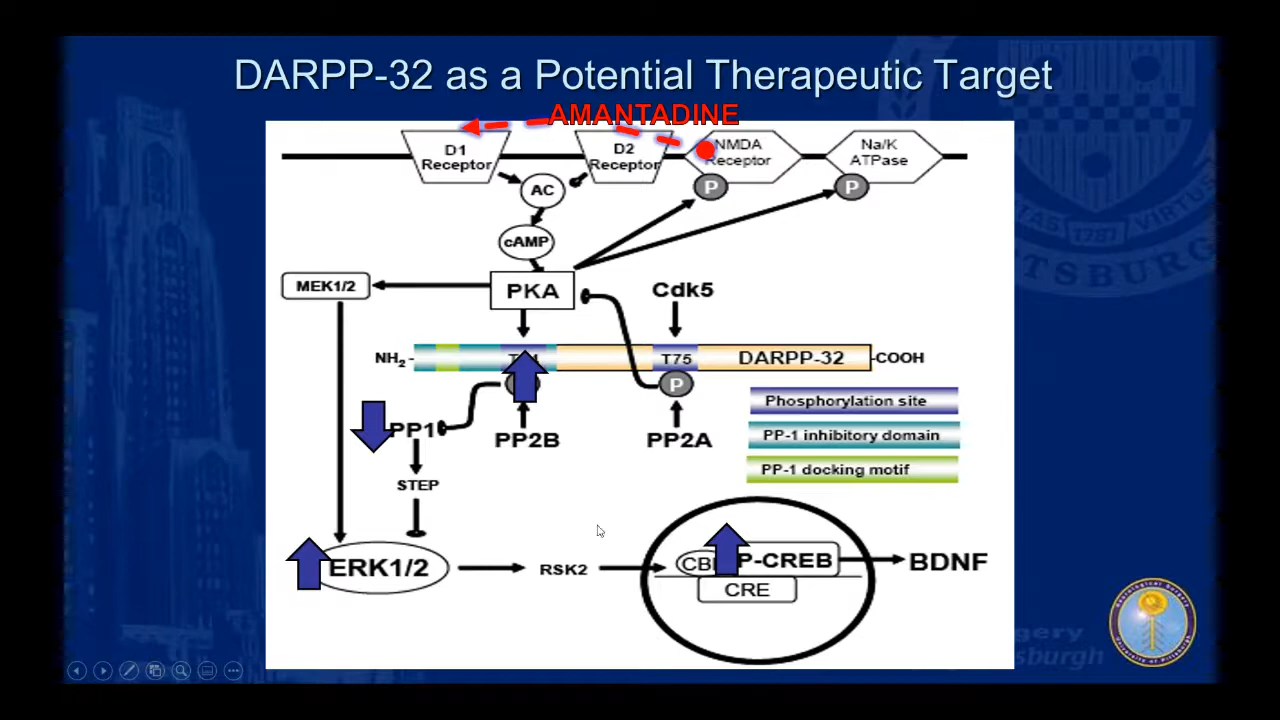 DARPP-32 as a Potential Therapeutic Target
AMANTADINE
D1
Receptor
D2
Receptor
NMDA
Receptor
Na/K
ATPase
P
P
AC
cAMP
MEK1/2
PKA
Cdk5
NH2-
T75
DARPP-32
-COOH
P
Phosphorylation site
PP1
PP2B
PP2A
PP-1 inhibitory domain
PP-1 docking motif
STEP
ERK1/2
RSK2
P-CREB
BDNF
CRE
1787
VIRTUTIS